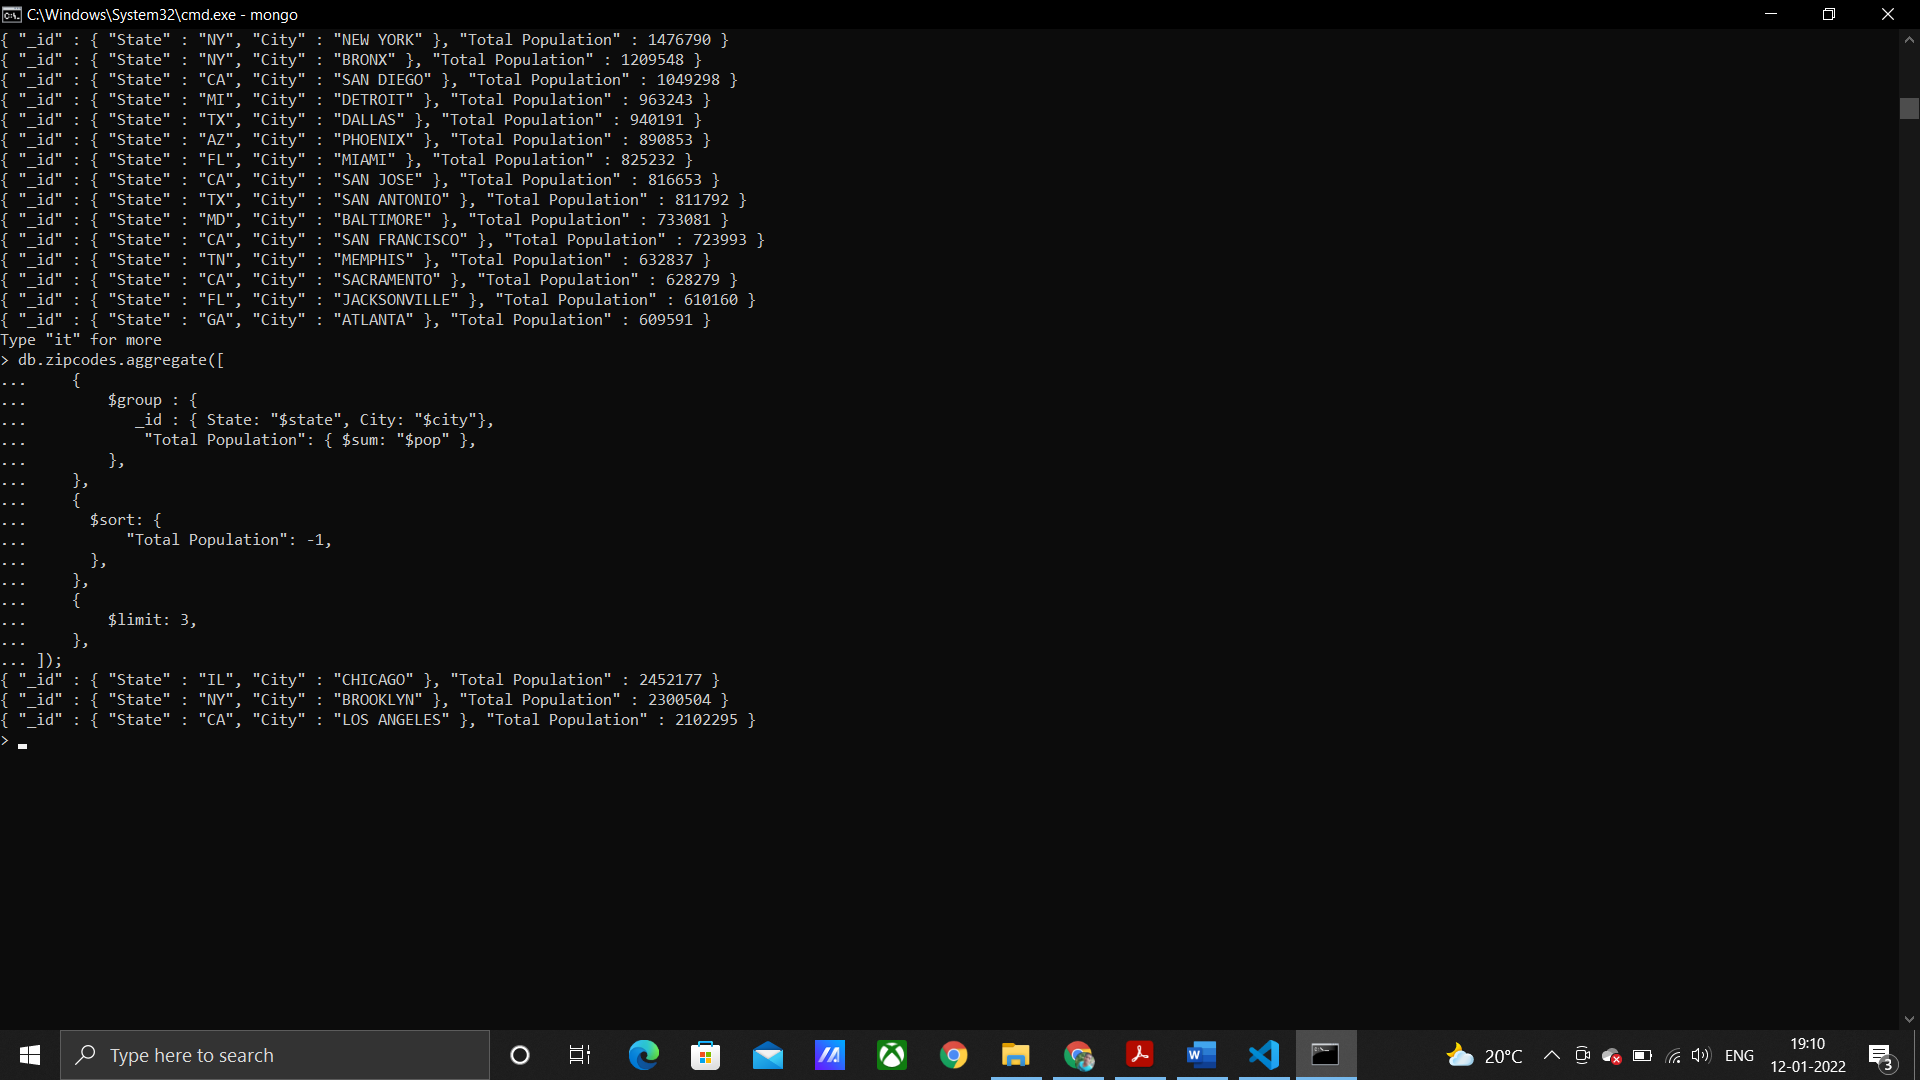 C:\Windows\System32\cmd.exe - mongo
{ "_id" : { "State" : "NY", "City" : "NEW YORK" }, "Total Population" : 1476790 }
{ "_id" : { "State" : "NY", "City" : "BRONX" }, "Total Population" : 1209548 }
{ "_id" : { "State" : "CA", "City" : "SAN DIEGO" }, "Total Population" : 1049298 }
{ "_id" : { "State" : "MI", "City" : "DETROIT" }, "Total Population" : 963243 }
{ "_id" : { "State" : "TX", "City" : "DALLAS" }, "Total Population" : 940191 }
{ "_id" : { "State" : "AZ", "City" : "PHOENIX" }, "Total Population" : 890853 }
{ "_id" : { "State" : "FL", "City" : "MIAMI" }, "Total Population" : 825232 }
{ "_id" : { "State" : "CA", "City" : "SAN JOSE" }, "Total Population" : 816653 }
{ "_id" : { "State" : "TX", "City" : "SAN ANTONIO" }, "Total Population" : 811792 }
{ "_id" : { "State" : "MD", "City" : "BALTIMORE" }, "Total Population" : 733081 }
{ "_id" : { "State" : "CA", "City" : "SAN FRANCISCO" }, "Total Population" : 723993 }
{ "_id" : { "State" : "TN", "City" : "MEMPHIS" }, "Total Population" : 632837 }
{ "_id" : { "State" : "CA", "City" : "SACRAMENTO" }, "Total Population" : 628279 }
{ "_id" : { "State" : "FL", "City" : "JACKSONVILLE" }, "Total Population" : 610160 }
{ "_id" : { "State" : "GA", "City" : "ATLANTA" }, "Total Population" : 609591 }
Type "it" for more
> db.zipcodes.aggregate([
...     {
...         $group : {
...            _id : { State: "$state", City: "$city"},
...             "Total Population": { $sum: "$pop" },
...         },
...     },
...     {
...       $sort: {
...           "Total Population": -1,
...       },
...     },
...     {
...         $limit: 3,
...     },
... ]);
{ "_id" : { "State" : "IL", "City" : "CHICAGO" }, "Total Population" : 2452177 }
{ "_id" : { "State" : "NY", "City" : "BROOKLYN" }, "Total Population" : 2300504 }
{ "_id" : { "State" : "CA", "City" : "LOS ANGELES" }, "Total Population" : 2102295 }
>
Type here to search
20°C
ENG
19:10
12-01-2022
3